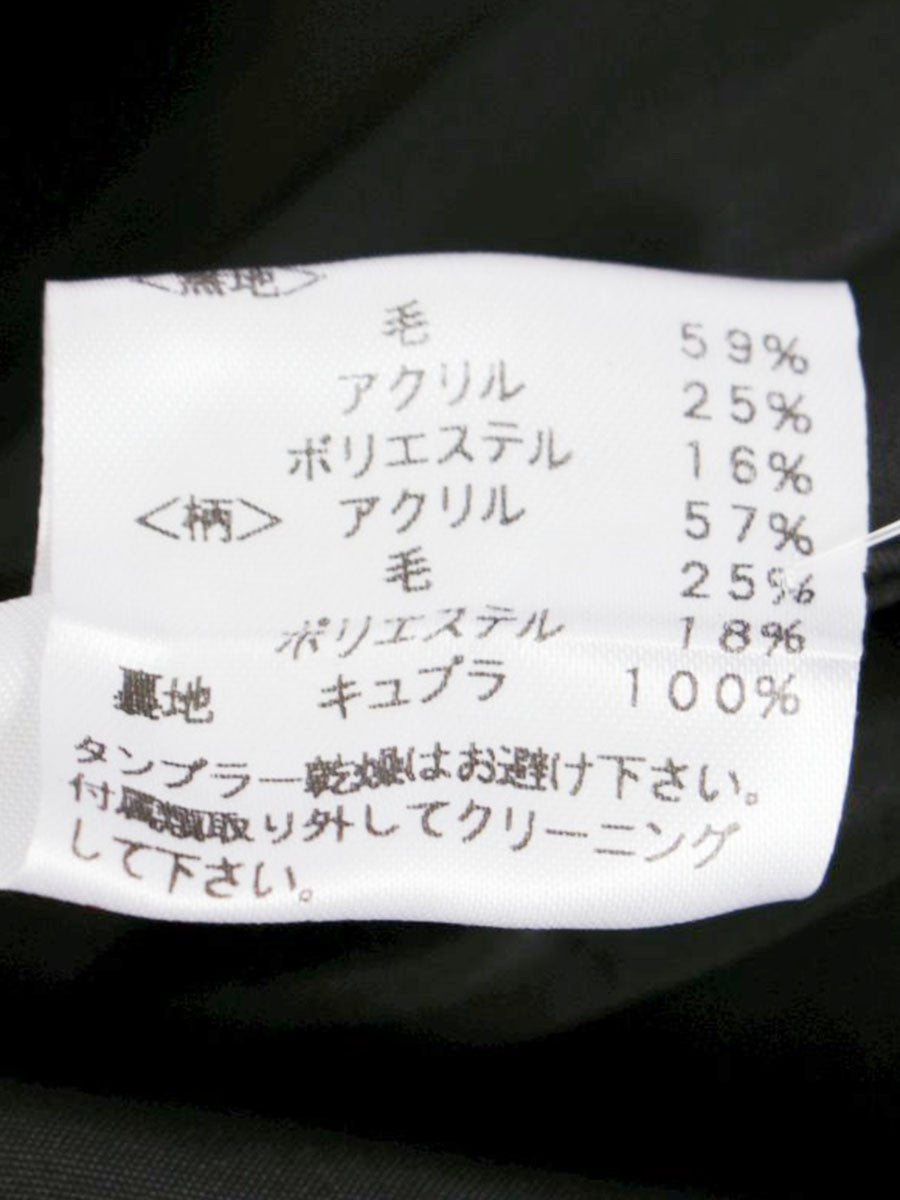 <無地>
毛 59%
アクリル 25%
ポリエステル 16%
<柄> アクリル 57%
毛 25%
ポリエステル 18%
裏地 キュプラ 100%
タンブラー乾燥はお避け下さい。
付属類取り外してクリーニング
して下さい。